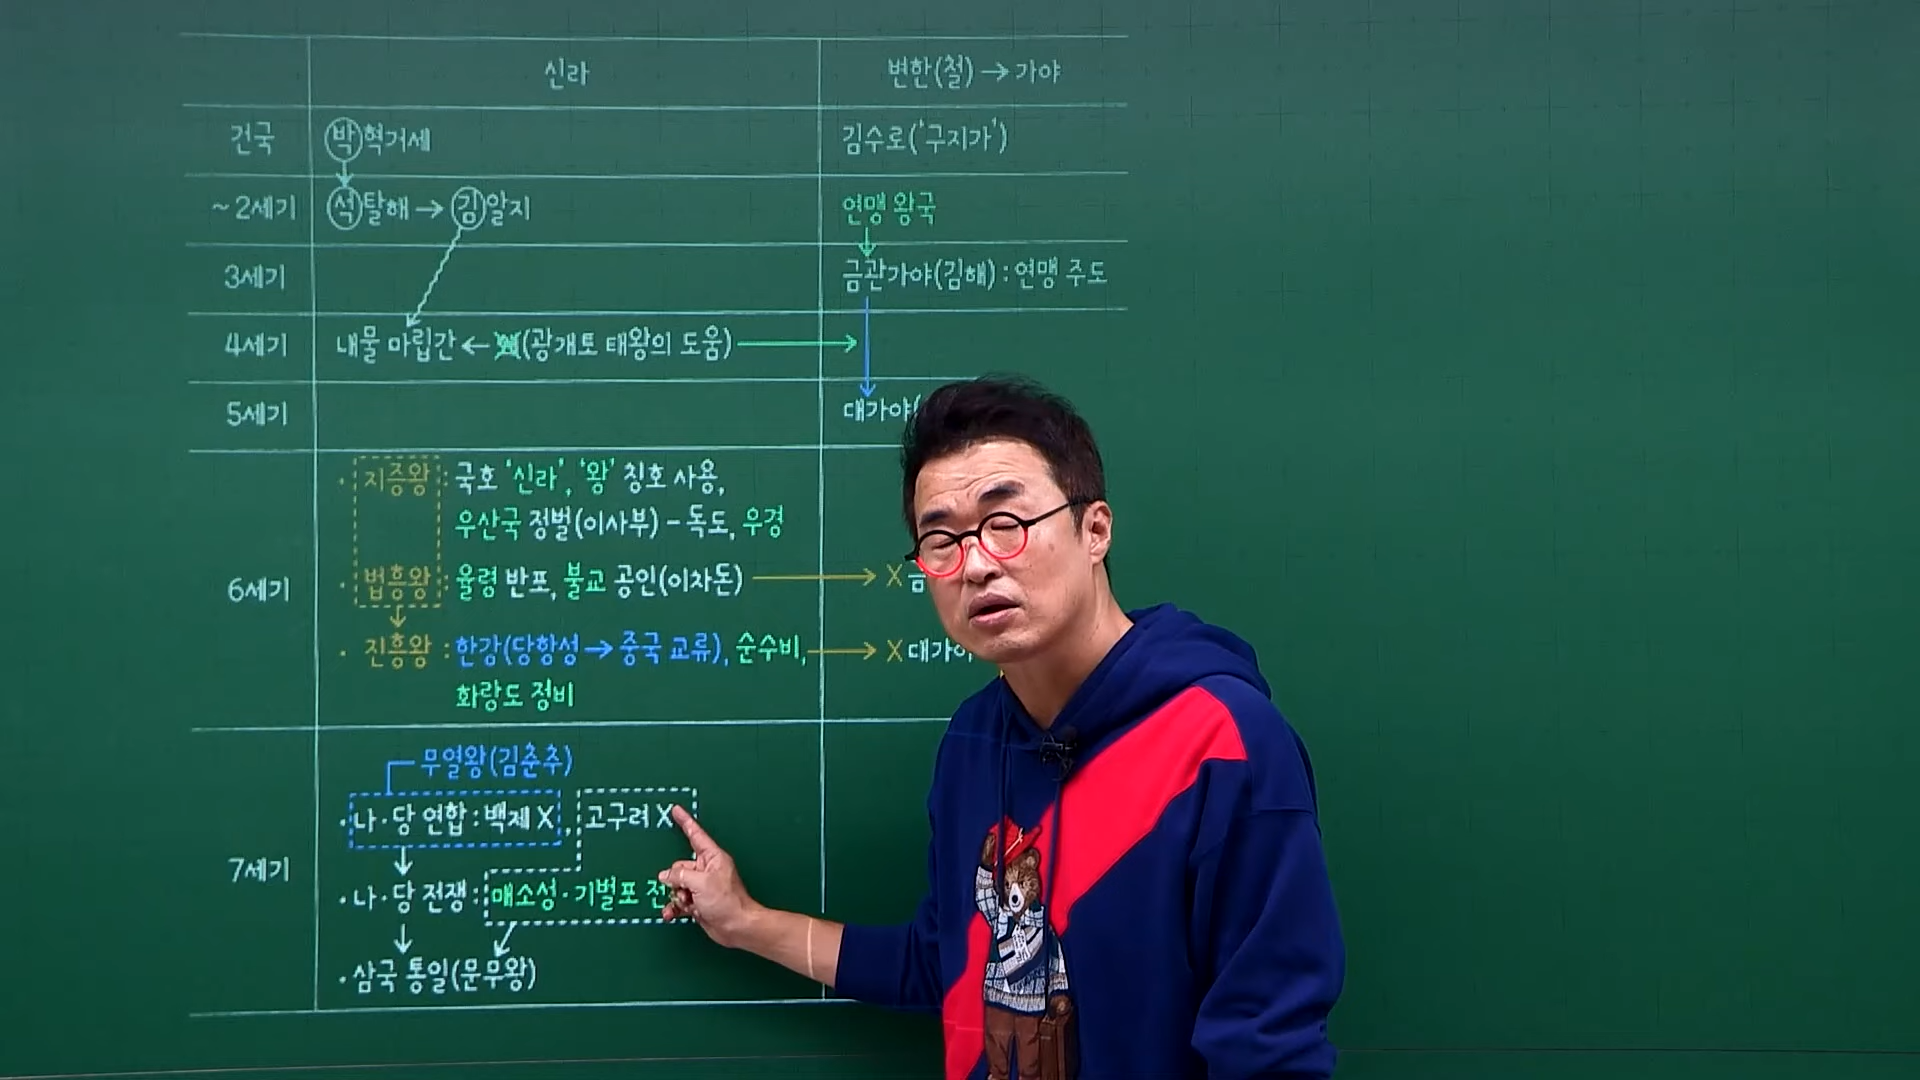 신라
변한(철) → 가야
건국
박혁거세
김수로('구지가')
~2세기
석탈해 → 김알지
연맹 왕국
3세기
금관가야(김해) : 연맹 주도
4세기
내물 마립간 ← (광개토 태왕의 도움)
5세기
대가야(
6세기
· 지증왕 : 국호 '신라', '왕' 칭호 사용,
우산국 정벌(이사부) - 독도, 우경
· 법흥왕 : 율령 반포, 불교 공인(이차돈) → X 금
· 진흥왕 : 한강(당항성 → 중국 교류), 순수비, → X 대가야
화랑도 정비
7세기
무열왕(김춘추)
· 나·당 연합 : 백제 X, 고구려 X
· 나·당 전쟁 : 매소성·기벌포 전
· 삼국 통일(문무왕)